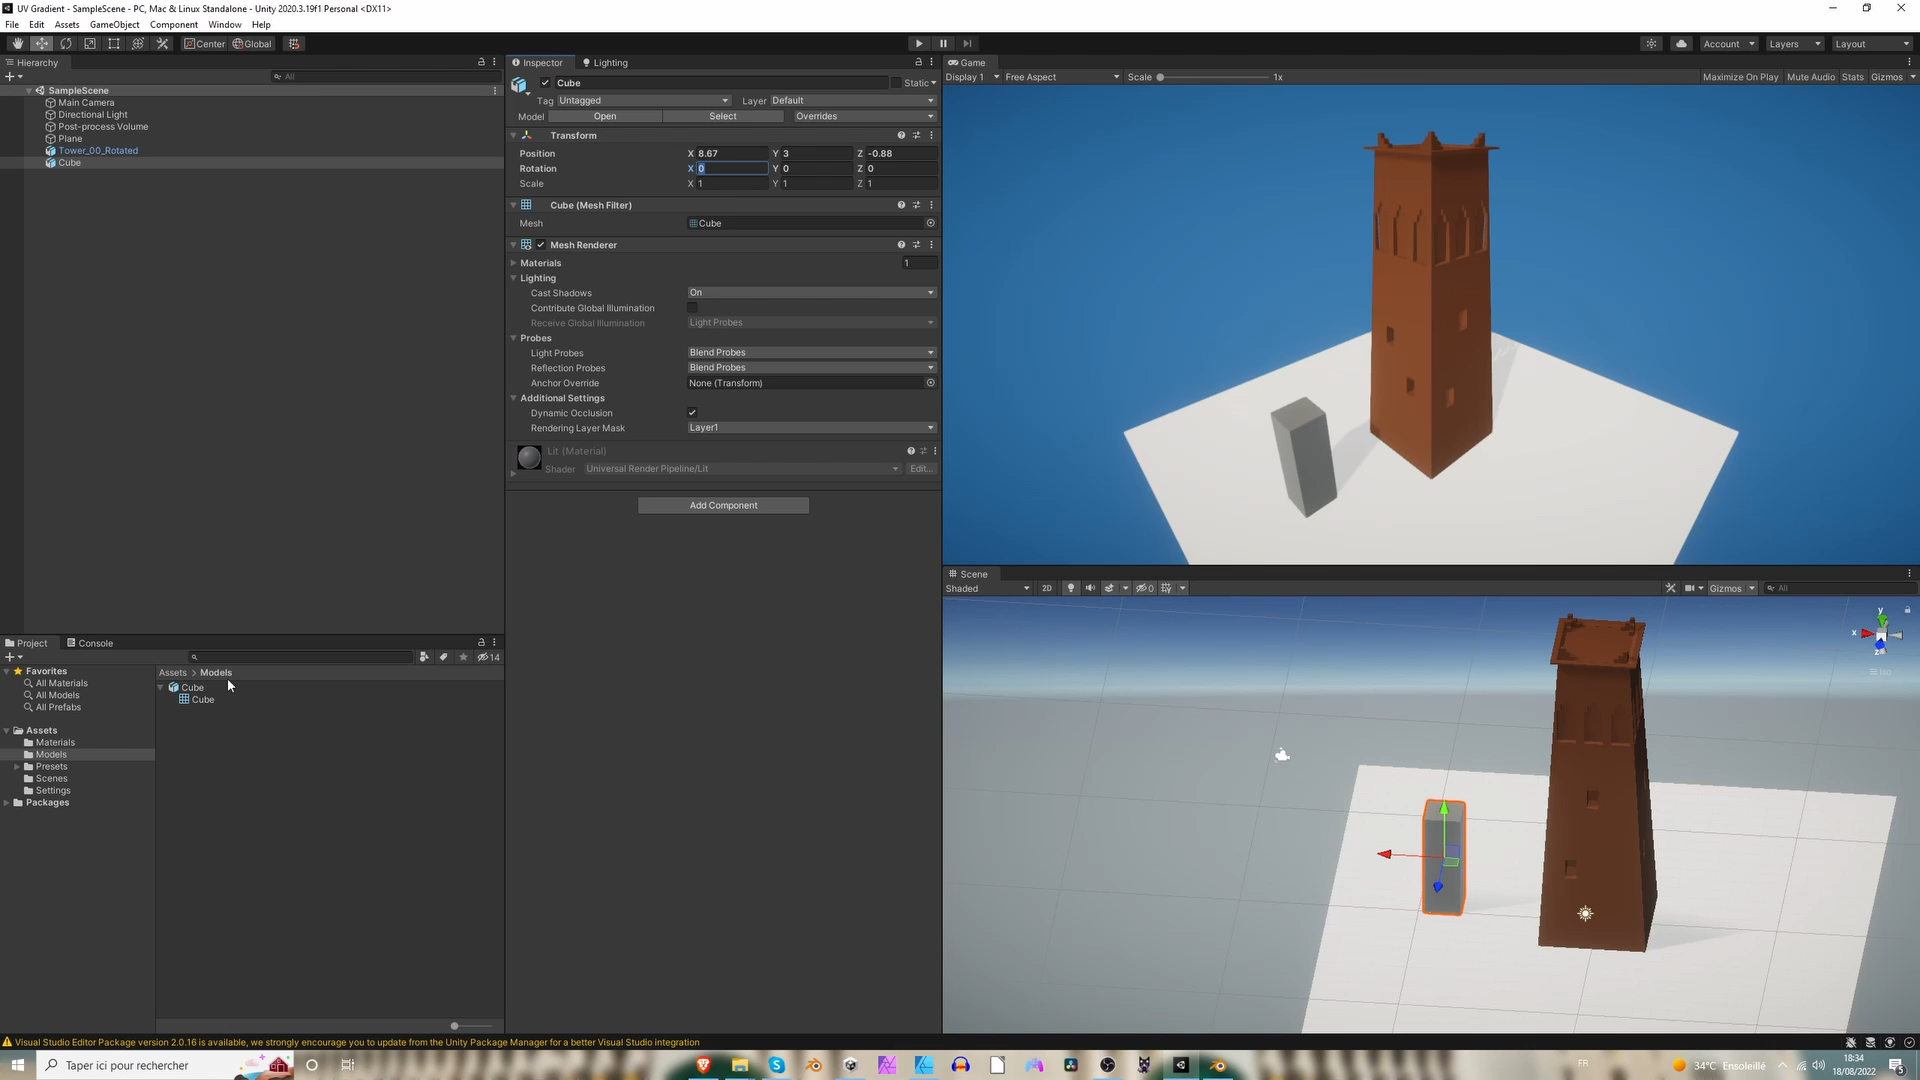 UV Gradient - SampleScene - PC, Mac & Linux Standalone - Unity 2020.3.19f1 Personal <DX11>
File Edit Assets GameObject Component Window Help
Center Global Account Layers Layout
Hierarchy
All
SampleScene
Main Camera
Directional Light
Post-process Volume
Plane
Tower_00_Rotated
Cube
Inspector Lighting
Cube Static
Tag Untagged Layer Default
Model Open Select Overrides
Transform
Position X 8.67 Y 3 Z -0.88
Rotation X 0 Y 0 Z 0
Scale X 1 Y 1 Z 1
Cube (Mesh Filter)
Mesh Cube
Mesh Renderer
Materials 1
Lighting
Cast Shadows On
Contribute Global Illumination
Receive Global Illumination Light Probes
Probes
Light Probes Blend Probes
Reflection Probes Blend Probes
Anchor Override None (Transform)
Additional Settings
Dynamic Occlusion
Rendering Layer Mask Layer1
Lit (Material)
Shader Universal Render Pipeline/Lit Edit...
Add Component
Game
Display 1 Free Aspect Scale 1x Maximize On Play Mute Audio Stats Gizmos
Scene
Shaded 2D 0 Gizmos All
y
x
z
Iso
Project Console
14
Favorites
All Materials
All Models
All Prefabs
Assets
Materials
Models
Presets
Scenes
Settings
Packages
Assets > Models
Cube
Cube
Visual Studio Editor Package version 2.0.16 is available, we strongly encourage you to update from the Unity Package Manager for a better Visual Studio integration
Taper ici pour rechercher
FR
34°C Ensoleillé
18:34
18/08/2022
5